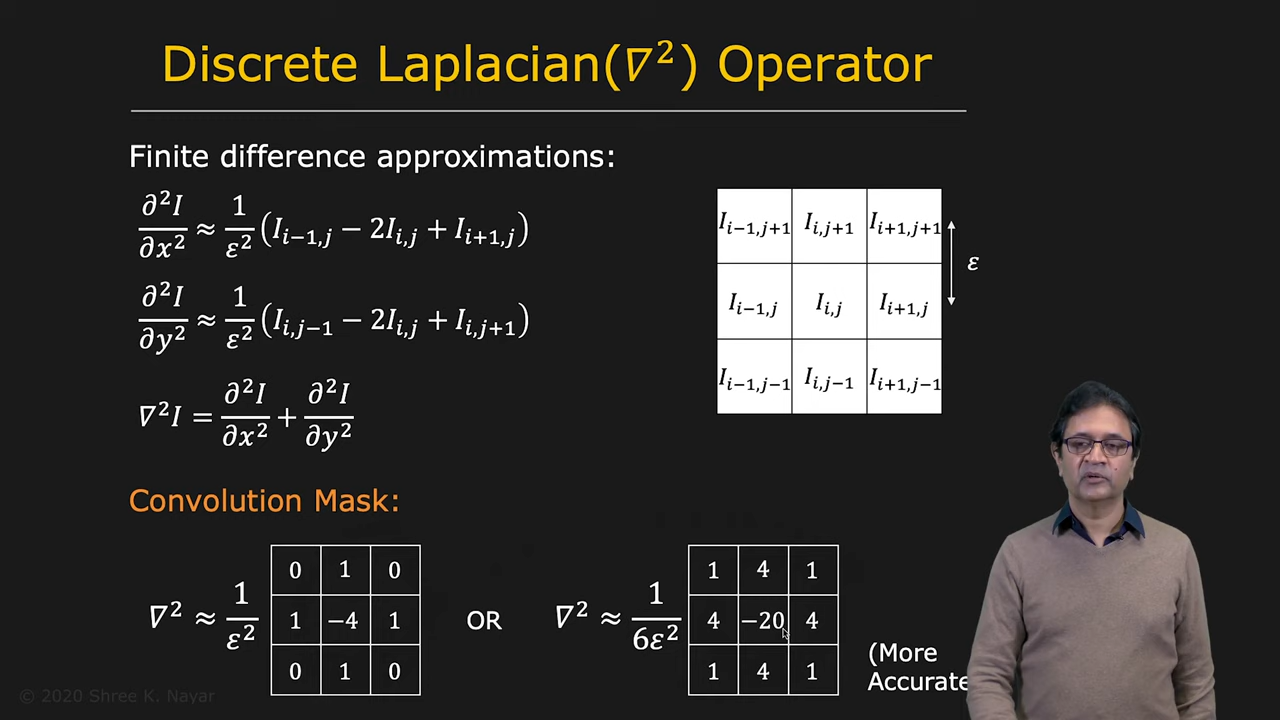 Discrete Laplacian(∇²) Operator
Finite difference approximations:
∂²I/∂x² ≈ 1/ε² (I_{i−1,j} − 2I_{i,j} + I_{i+1,j})
∂²I/∂y² ≈ 1/ε² (I_{i,j−1} − 2I_{i,j} + I_{i,j+1})
∇²I = ∂²I/∂x² + ∂²I/∂y²
I_{i−1,j+1} I_{i,j+1} I_{i+1,j+1}
I_{i−1,j} I_{i,j} I_{i+1,j}
I_{i−1,j−1} I_{i,j−1} I_{i+1,j−1}
ε
Convolution Mask:
∇² ≈ 1/ε²
0 1 0
1 −4 1
0 1 0
OR
∇² ≈ 1/6ε²
1 4 1
4 −20 4
1 4 1
(More
Accurate
© 2020 Shree K. Nayar